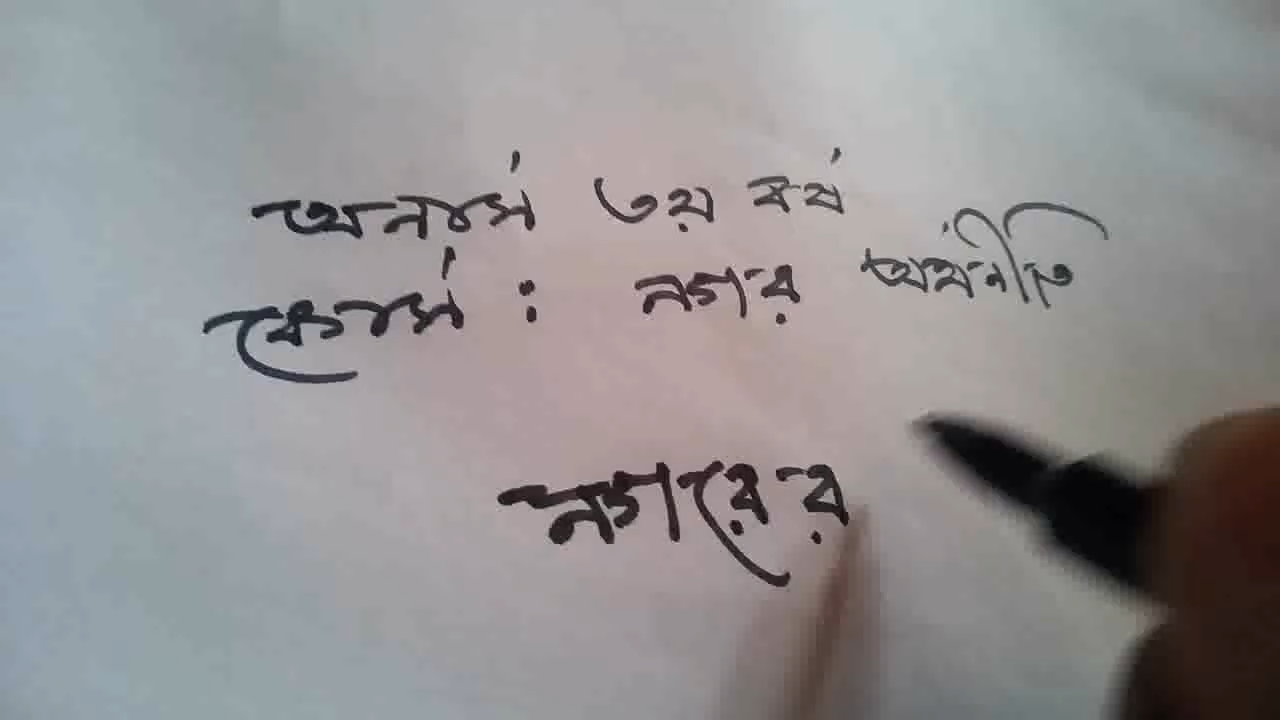 অনার্স ৩য় বর্ষ
কোর্স : নগর অর্থনীতি
নগরের